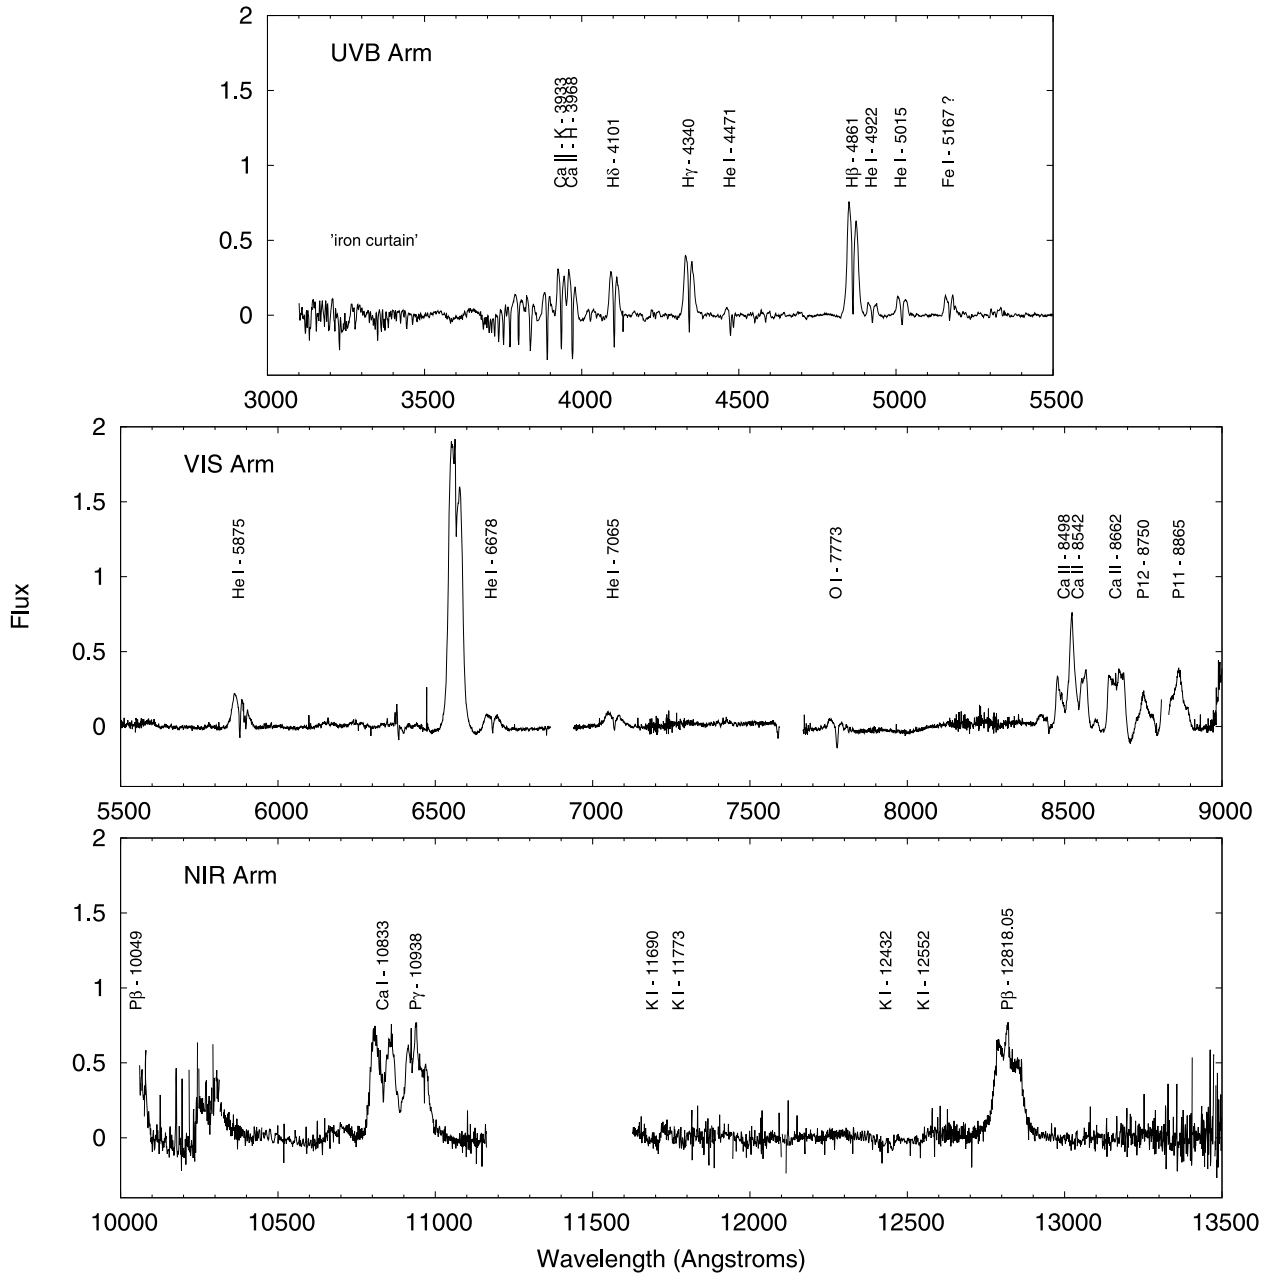 UVB Arm
2
1.5
1
0.5
0
'iron curtain'
Ca II - K - 3933
Ca II - H - 3968
Hδ - 4101
Hγ - 4340
He I - 4471
Hβ - 4861
He I - 4922
He I - 5015
Fe I - 5167 ?
3000 3500 4000 4500 5000 5500
VIS Arm
2
1.5
1
0.5
0
He I - 5875
He I - 6678
He I - 7065
O I - 7773
Ca II - 8498
Ca II - 8542
Ca II - 8662
P12 - 8750
P11 - 8865
5500 6000 6500 7000 7500 8000 8500 9000
Flux
NIR Arm
2
1.5
1
0.5
0
Pβ - 10049
Ca I - 10833
Pγ - 10938
K I - 11690
K I - 11773
K I - 12432
K I - 12552
Pβ - 12818.05
10000 10500 11000 11500 12000 12500 13000 13500
Wavelength (Angstroms)